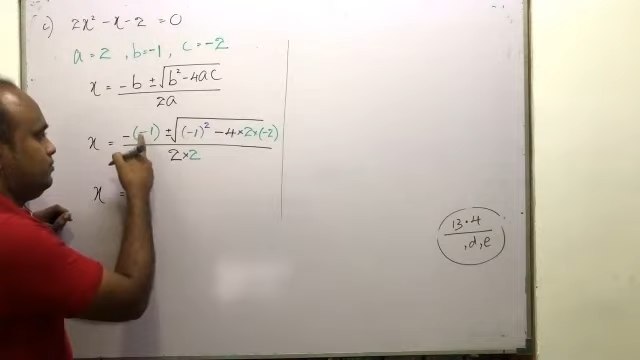 c) 2x² - x - 2 = 0
a = 2 , b = -1 , c = -2
x = -b ± √b² - 4ac
2a
x = -(-1) ± √(-1)² - 4×2×(-2)
2×2
x =
13.4
,d,e